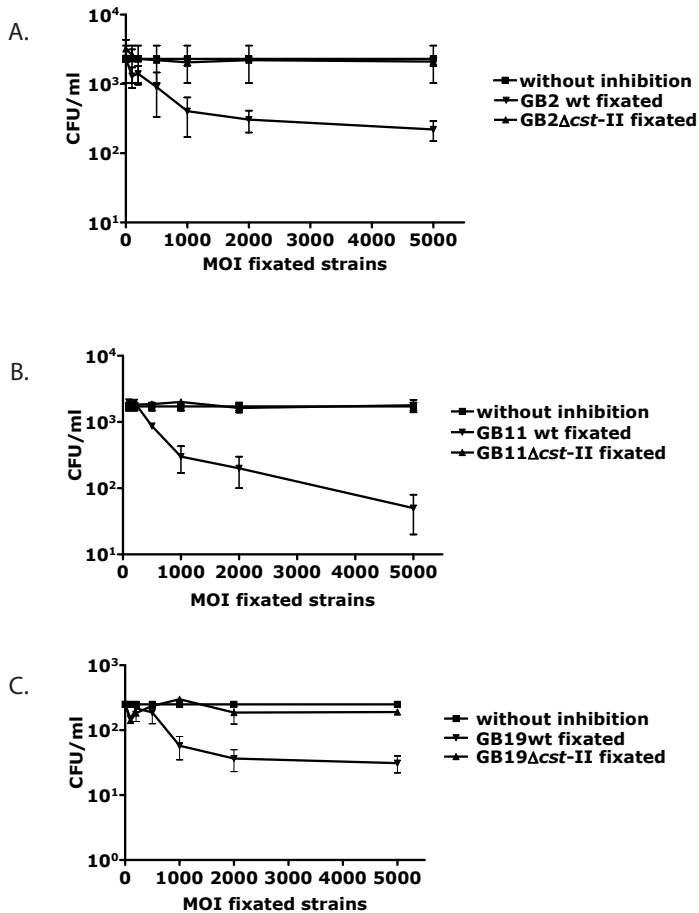 A.
10⁴
10³
10²
10¹
CFU/ml
0 1000 2000 3000 4000 5000
MOI fixated strains
without inhibition
GB2 wt fixated
GB2Δcst-II fixated
B.
10⁴
10³
10²
10¹
CFU/ml
0 1000 2000 3000 4000 5000
MOI fixated strains
without inhibition
GB11 wt fixated
GB11Δcst-II fixated
C.
10³
10²
10¹
10⁰
CFU/ml
0 1000 2000 3000 4000 5000
MOI fixated strains
without inhibition
GB19wt fixated
GB19Δcst-II fixated